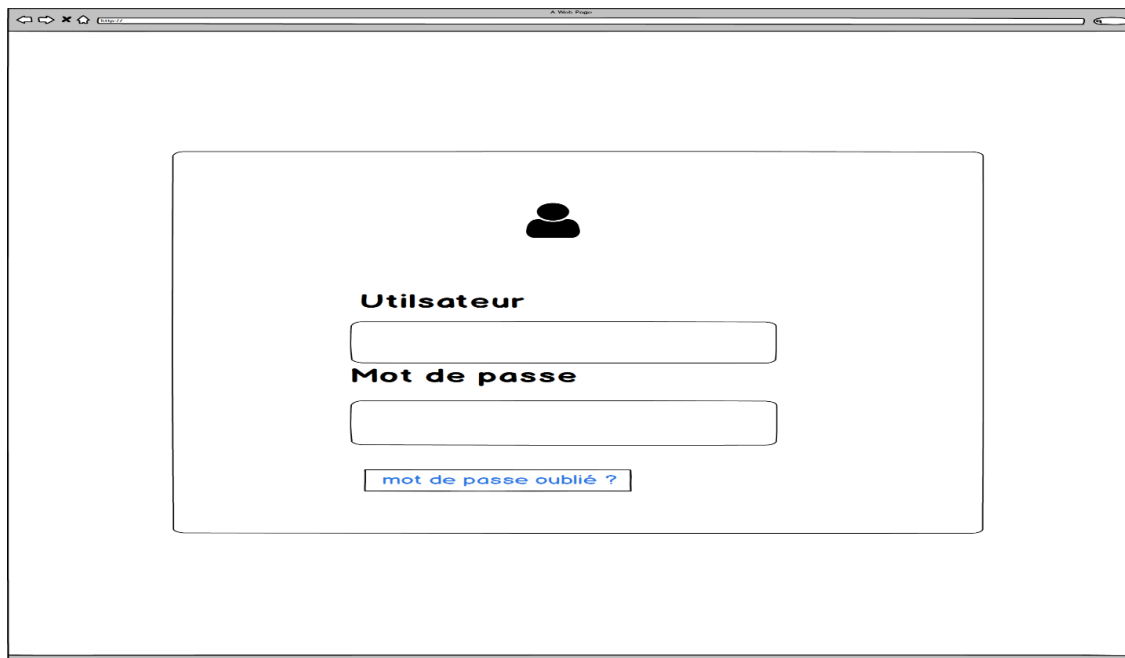 A Web Page
http://
Utilsateur
Mot de passe
mot de passe oublié ?